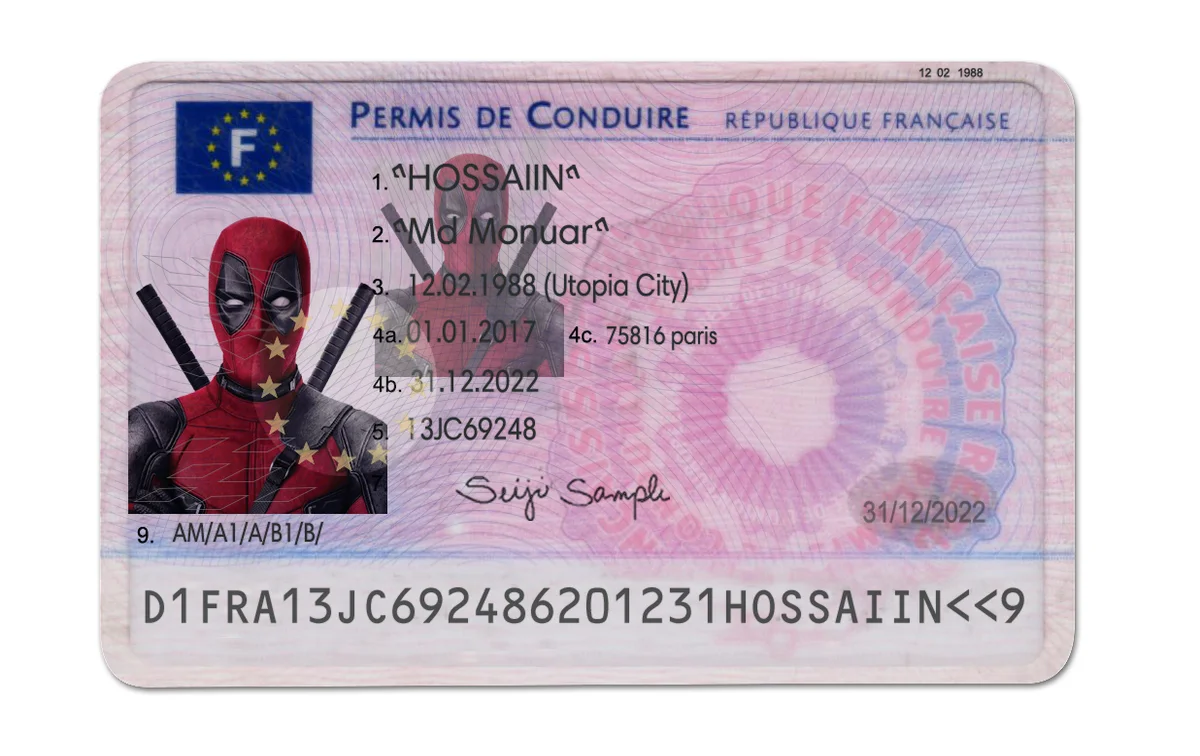 12 02 1988
F
PERMIS DE CONDUIRE RÉPUBLIQUE FRANÇAISE
1. "HOSSAIIN"
2. "Md Monuar"
3. 12.02.1988 (Utopia City)
4a. 01.01.2017 4c. 75816 paris
4b. 31.12.2022
5. 13JC69248
7
Seiji Sample
31/12/2022
9. AM/A1/A/B1/B/
D1FRA13JC692486201231HOSSAIIN<<9